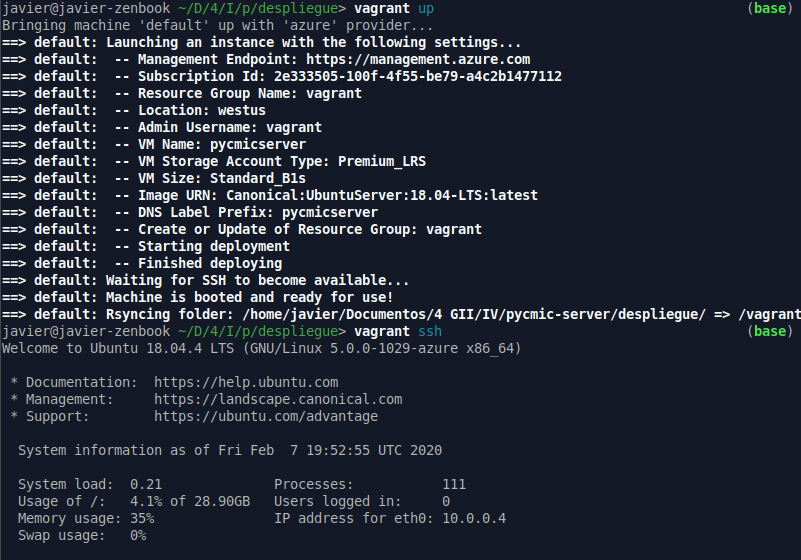 javier@javier-zenbook ~/D/4/I/p/despliegue> vagrant up (base)
Bringing machine 'default' up with 'azure' provider...
==> default: Launching an instance with the following settings...
==> default:  -- Management Endpoint: https://management.azure.com
==> default:  -- Subscription Id: 2e333505-100f-4f55-be79-a4c2b1477112
==> default:  -- Resource Group Name: vagrant
==> default:  -- Location: westus
==> default:  -- Admin Username: vagrant
==> default:  -- VM Name: pycmicserver
==> default:  -- VM Storage Account Type: Premium_LRS
==> default:  -- VM Size: Standard_B1s
==> default:  -- Image URN: Canonical:UbuntuServer:18.04-LTS:latest
==> default:  -- DNS Label Prefix: pycmicserver
==> default:  -- Create or Update of Resource Group: vagrant
==> default:  -- Starting deployment
==> default:  -- Finished deploying
==> default: Waiting for SSH to become available...
==> default: Machine is booted and ready for use!
==> default: Rsyncing folder: /home/javier/Documentos/4 GII/IV/pycmic-server/despliegue/ => /vagrant
javier@javier-zenbook ~/D/4/I/p/despliegue> vagrant ssh (base)
Welcome to Ubuntu 18.04.4 LTS (GNU/Linux 5.0.0-1029-azure x86_64)
* Documentation:  https://help.ubuntu.com
* Management:     https://landscape.canonical.com
* Support:        https://ubuntu.com/advantage
System information as of Fri Feb  7 19:52:55 UTC 2020
System load:  0.21               Processes:           111
Usage of /:   4.1% of 28.90GB   Users logged in:     0
Memory usage: 35%               IP address for eth0: 10.0.0.4
Swap usage:   0%